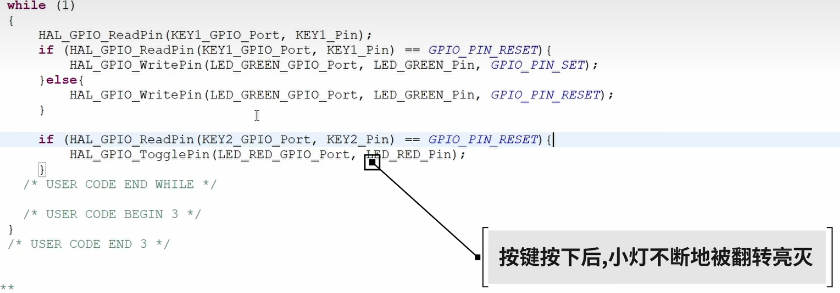 while (1)
{
HAL_GPIO_ReadPin(KEY1_GPIO_Port, KEY1_Pin);
if (HAL_GPIO_ReadPin(KEY1_GPIO_Port, KEY1_Pin) == GPIO_PIN_RESET){
HAL_GPIO_WritePin(LED_GREEN_GPIO_Port, LED_GREEN_Pin, GPIO_PIN_SET);
}else{
HAL_GPIO_WritePin(LED_GREEN_GPIO_Port, LED_GREEN_Pin, GPIO_PIN_RESET);
}
if (HAL_GPIO_ReadPin(KEY2_GPIO_Port, KEY2_Pin) == GPIO_PIN_RESET){
HAL_GPIO_TogglePin(LED_RED_GPIO_Port, LED_RED_Pin);
}
/* USER CODE END WHILE */
/* USER CODE BEGIN 3 */
}
/* USER CODE END 3 */
按键按下后,小灯不断地被翻转亮灭
**